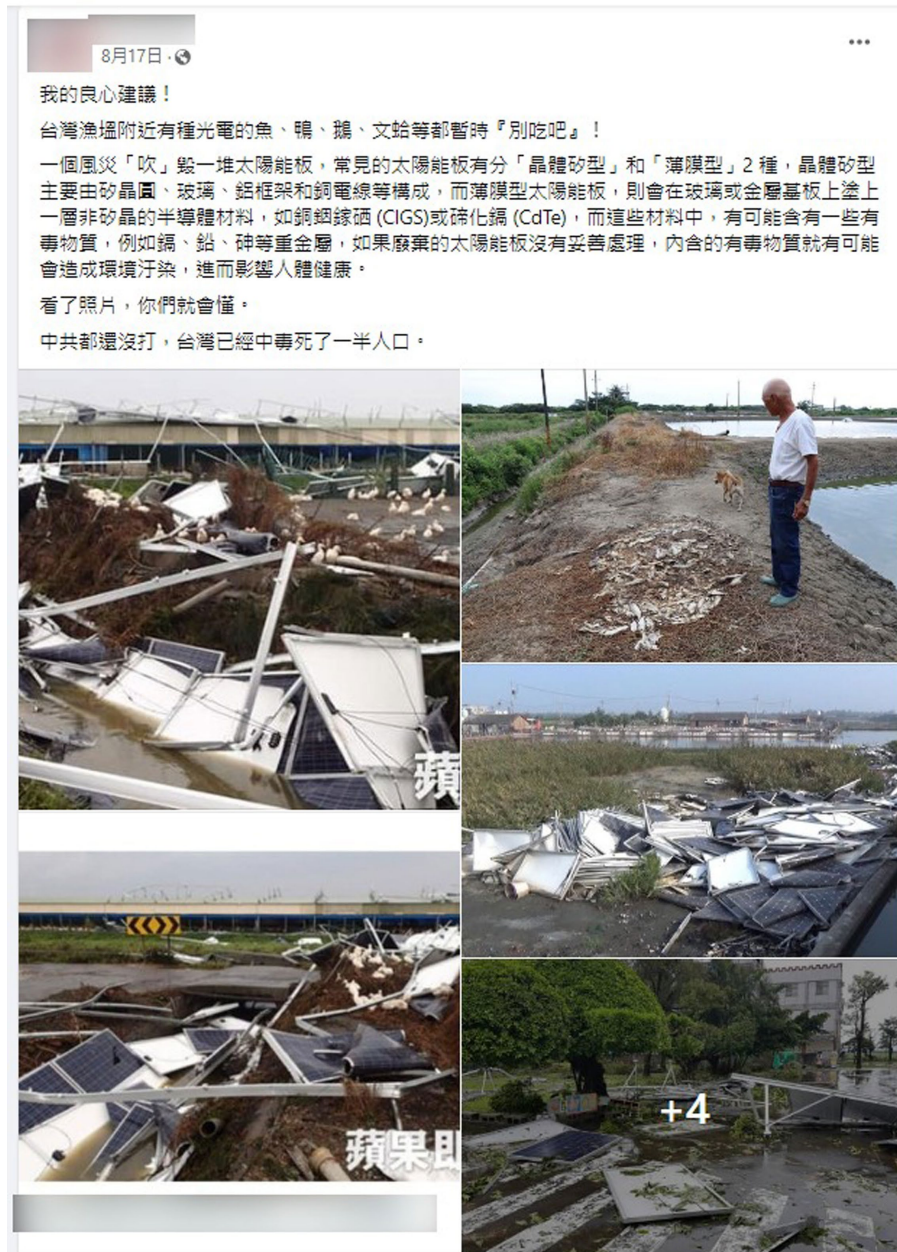 8月17日
我的良心建議！
台灣漁塭附近有種光電的魚、鴨、鵝、文蛤等都暫時『別吃吧』！
一個風災「吹」毀一堆太陽能板，常見的太陽能板有分「晶體矽型」和「薄膜型」2 種，晶體矽型
主要由矽晶圓、玻璃、鋁框架和銅電線等構成，而薄膜型太陽能板，則會在玻璃或金屬基板上塗上
一層非矽晶的半導體材料，如銅銦鎵硒 (CIGS)或碲化鎘 (CdTe)，而這些材料中，有可能含有一些有
毒物質，例如鎘、鉛、砷等重金屬，如果廢棄的太陽能板沒有妥善處理，內含的有毒物質就有可能
會造成環境汙染，進而影響人體健康。
看了照片，你們就會懂。
中共都還沒打，台灣已經中毒死了一半人口。
蘋
蘋果即
+4